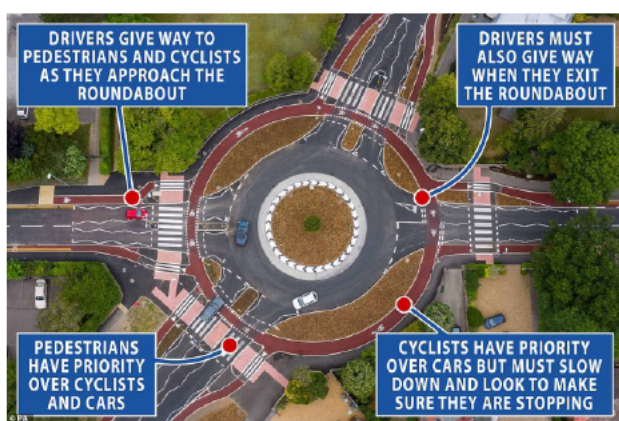 DRIVERS GIVE WAY TO
PEDESTRIANS AND CYCLISTS
AS THEY APPROACH THE
ROUNDABOUT
DRIVERS MUST
ALSO GIVE WAY
WHEN THEY EXIT
THE ROUNDABOUT
PEDESTRIANS
HAVE PRIORITY
OVER CYCLISTS
AND CARS
CYCLISTS HAVE PRIORITY
OVER CARS BUT MUST SLOW
DOWN AND LOOK TO MAKE
SURE THEY ARE STOPPING
© PA